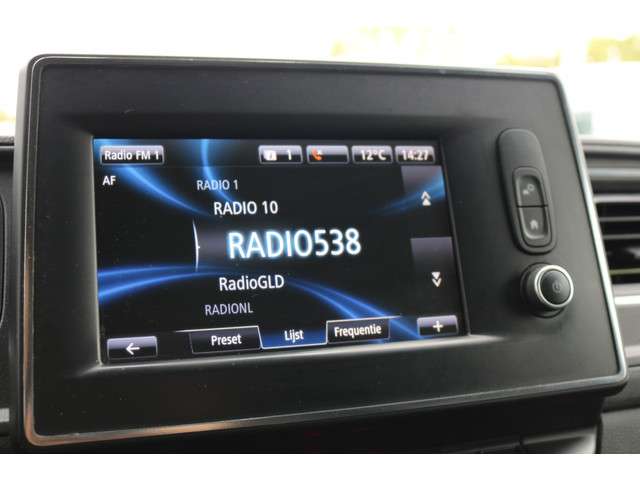 Radio FM 1 1 12°C 14:27
AF
RADIO 1
RADIO 10
RADIO538
RadioGLD
RADIONL
Preset Lijst Frequentie